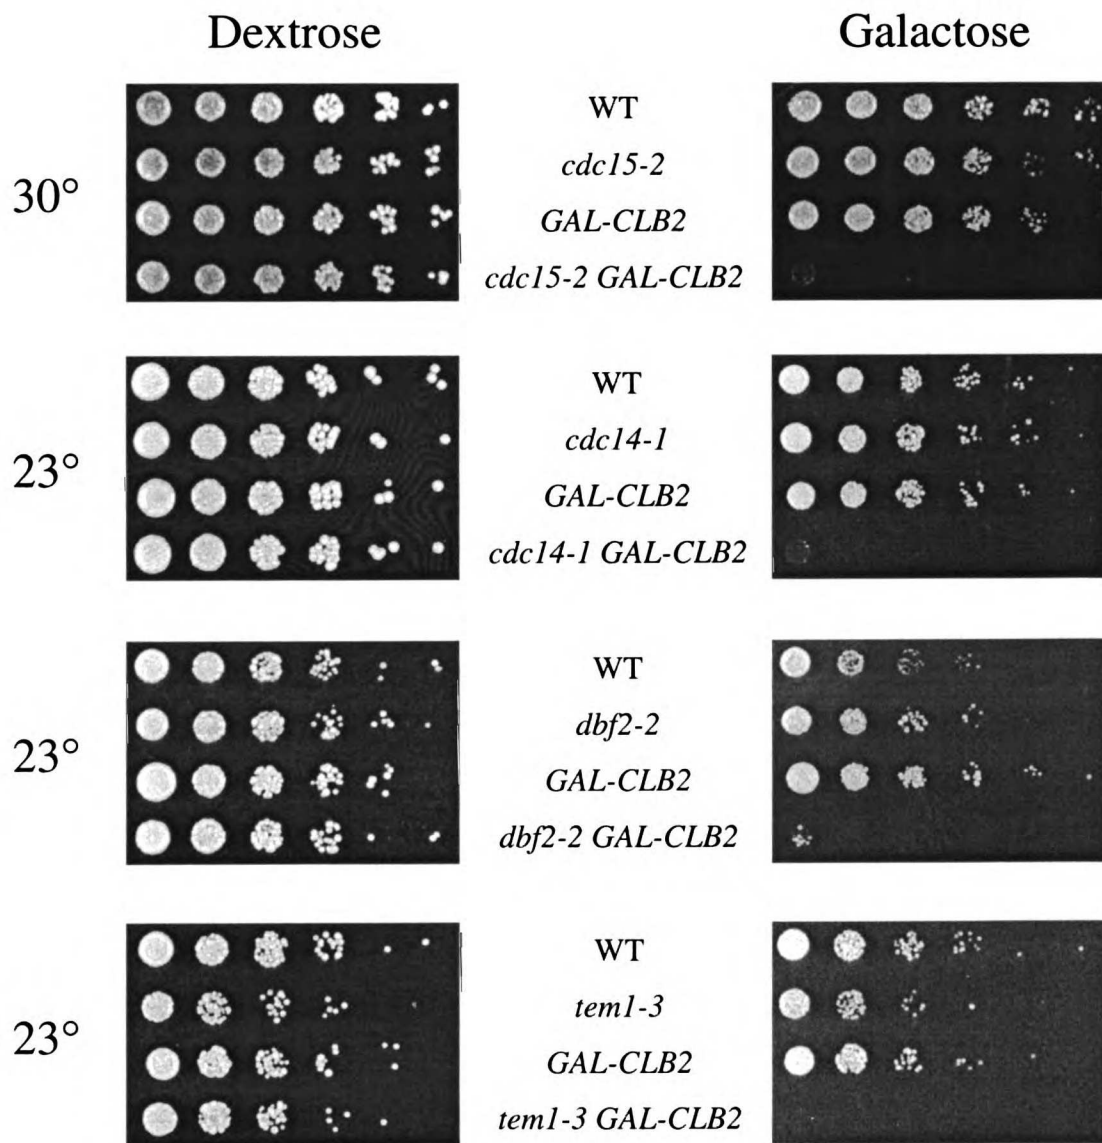 Dextrose Galactose
30°
WT
cdc15-2
GAL-CLB2
cdc15-2 GAL-CLB2
23°
WT
cdc14-1
GAL-CLB2
cdc14-1 GAL-CLB2
23°
WT
dbf2-2
GAL-CLB2
dbf2-2 GAL-CLB2
23°
WT
tem1-3
GAL-CLB2
tem1-3 GAL-CLB2